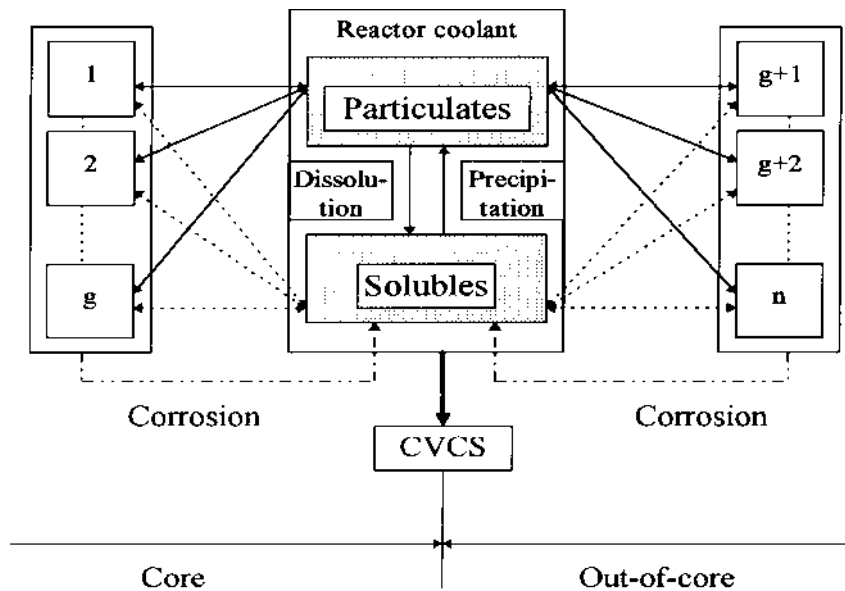 Reactor coolant
1
2
g
Particulates
Dissolu-
tion
Precipi-
tation
Solubles
g+1
g+2
n
Corrosion
Corrosion
CVCS
Core
Out-of-core